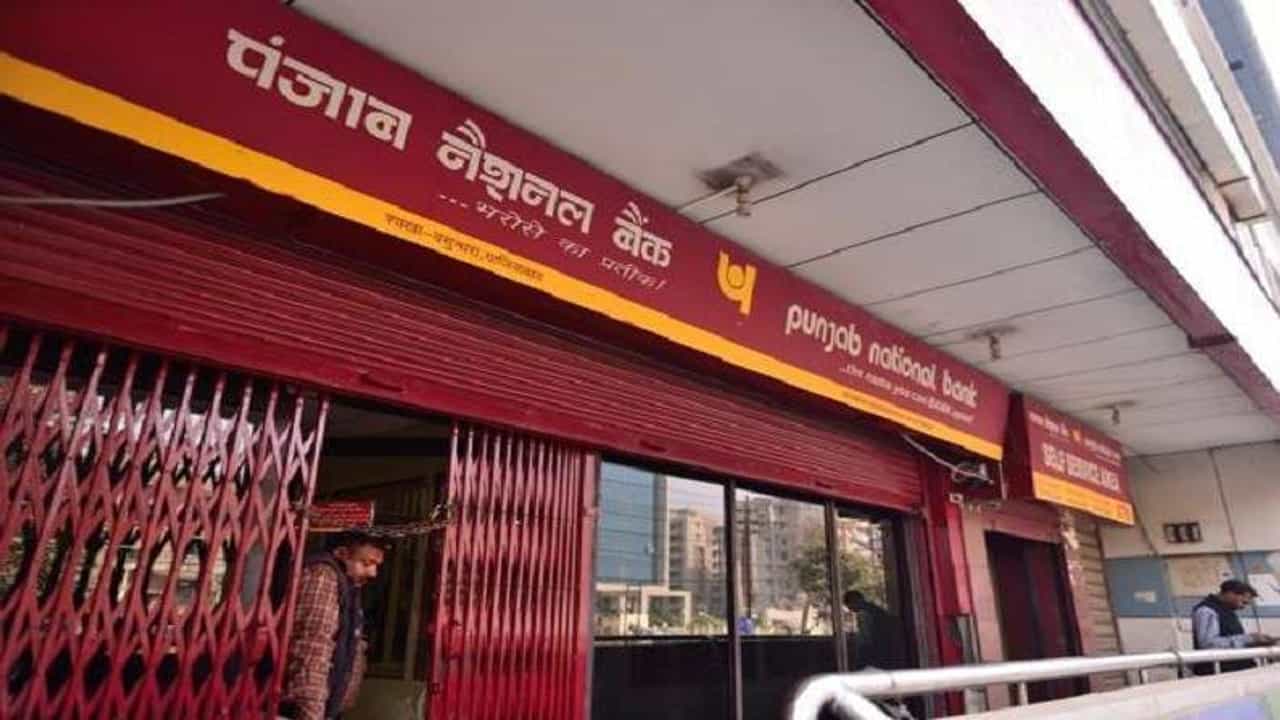 पंजाब नैशनल बैंक
...भरोसे का प्रतीक!
punjab national bank
...the name you can BANK upon!
SELF SERVICE AREA